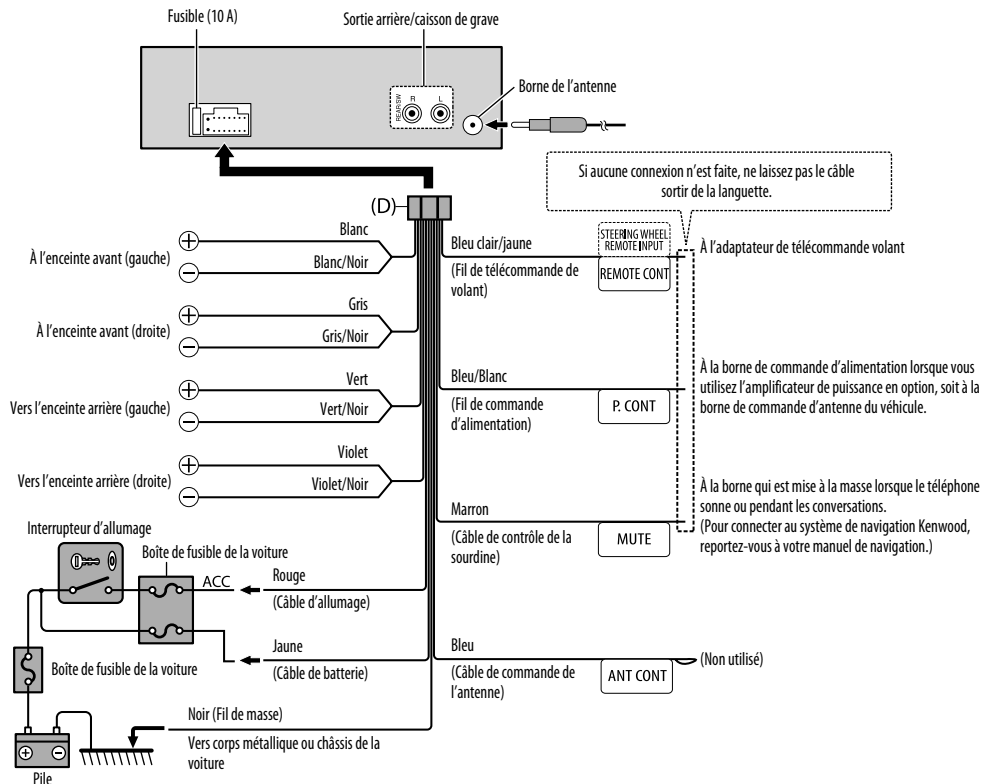 Fusible (10 A)
Sortie arrière/caisson de grave
REAR/SW
R
L
Borne de l'antenne
Si aucune connexion n'est faite, ne laissez pas le câble
sortir de la languette.
(D)
Blanc
À l'enceinte avant (gauche)
Blanc/Noir
Gris
À l'enceinte avant (droite)
Gris/Noir
Vert
Vers l'enceinte arrière (gauche)
Vert/Noir
Violet
Vers l'enceinte arrière (droite)
Violet/Noir
Bleu clair/jaune
(Fil de télécommande de
volant)
STEERING WHEEL
REMOTE INPUT
REMOTE CONT
À l'adaptateur de télécommande volant
Bleu/Blanc
(Fil de commande
d'alimentation)
P. CONT
À la borne de commande d'alimentation lorsque vous
utilisez l'amplificateur de puissance en option, soit à la
borne de commande d'antenne du véhicule.
Marron
(Câble de contrôle de la
sourdine)
MUTE
À la borne qui est mise à la masse lorsque le téléphone
sonne ou pendant les conversations.
(Pour connecter au système de navigation Kenwood,
reportez-vous à votre manuel de navigation.)
Interrupteur d'allumage
Boîte de fusible de la voiture
ACC
Rouge
(Câble d'allumage)
Jaune
(Câble de batterie)
Boîte de fusible de la voiture
Bleu
(Câble de commande de
l'antenne)
ANT CONT
(Non utilisé)
Noir (Fil de masse)
Vers corps métallique ou châssis de la
voiture
Pile